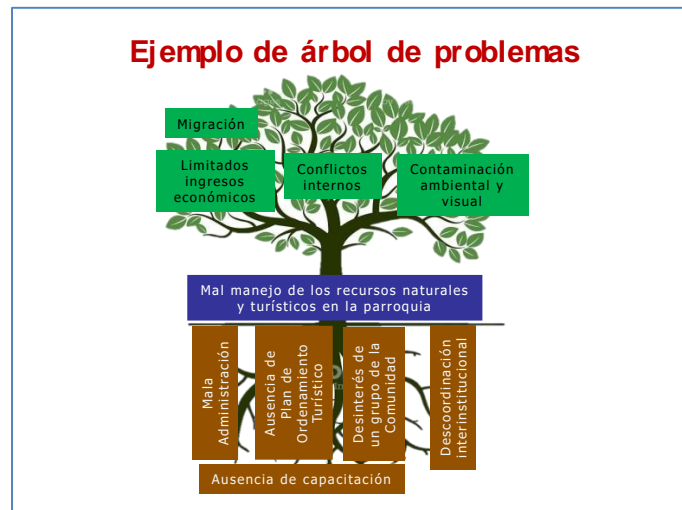 Ejemplo de árbol de problemas
Migración
Limitados
ingresos
económicos
Conflictos
internos
Contaminación
ambiental y
visual
Mal manejo de los recursos naturales
y turísticos en la parroquia
Mala
Administración
Ausencia de
Plan de
Ordenamiento
Turístico
Desinterés de
un grupo de la
Comunidad
Descoordinación
interinstitucional
Ausencia de capacitación